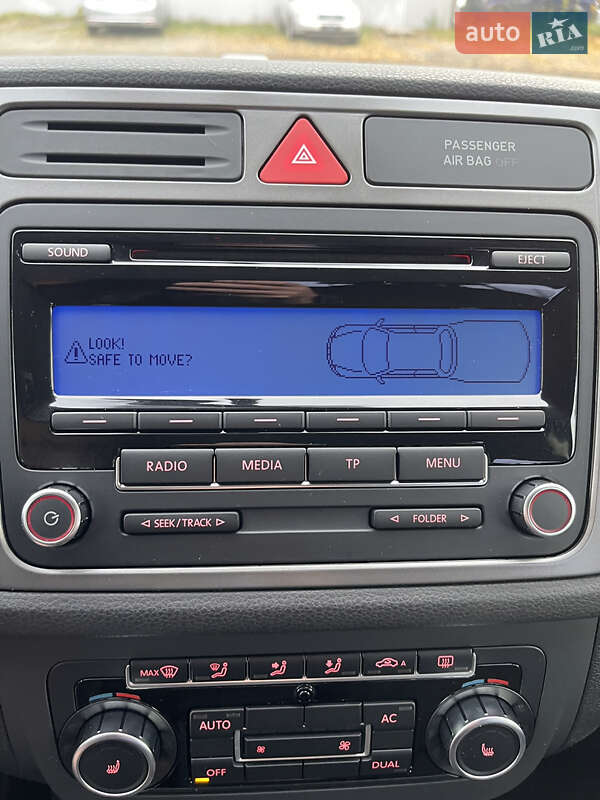 auto RIA .com
PASSENGER
AIR BAG OFF
SOUND
EJECT
LOOK!
SAFE TO MOVE?
RADIO
MEDIA
TP
MENU
SEEK/TRACK
FOLDER
MAX
A
AUTO
AC
OFF
DUAL